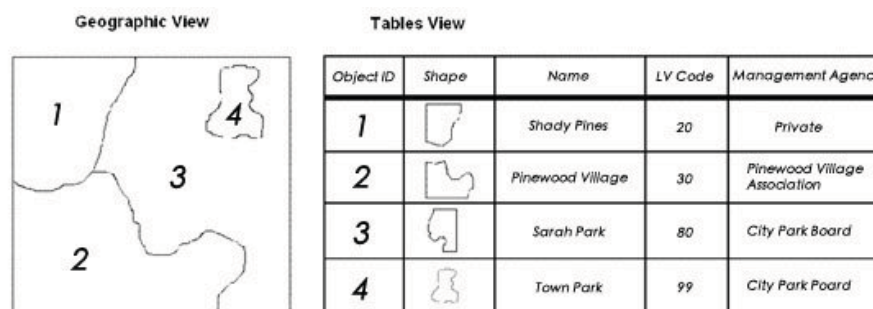 Geographic View
Tables View
1
4
3
2
Object ID Shape Name LV Code Management Agenc
1 Shady Pines 20 Private
2 Pinewood Village 30 Pinewood Village
Association
3 Sarah Park 80 City Park Board
4 Town Park 99 City Park Poard